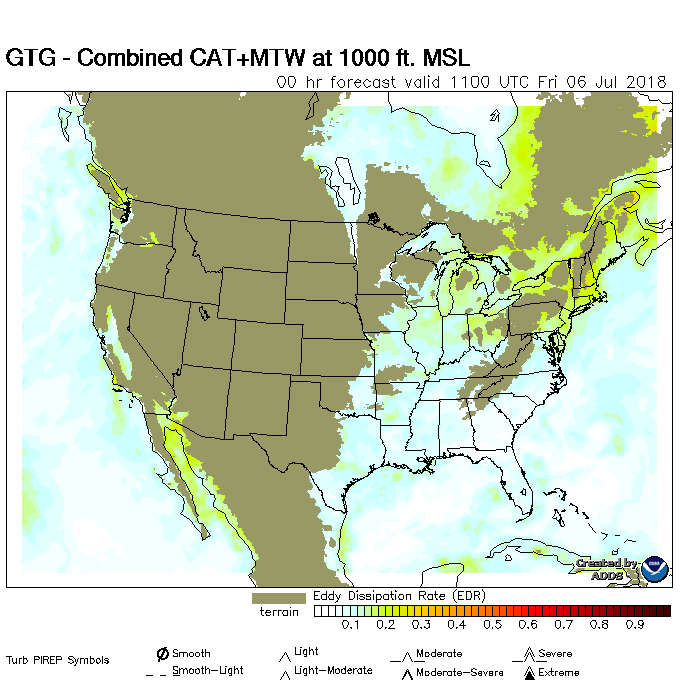 GTG - Combined CAT+MTW at 1000 ft. MSL
00 hr forecast valid 1100 UTC Fri 06 Jul 2018
Created by
ADDS
Eddy Dissipation Rate (EDR)
terrain
0.1 0.2 0.3 0.4 0.5 0.6 0.7 0.8 0.9
Turb PIREP Symbols
Smooth Light Moderate Severe
Smooth-Light Light-Moderate Moderate-Severe Extreme